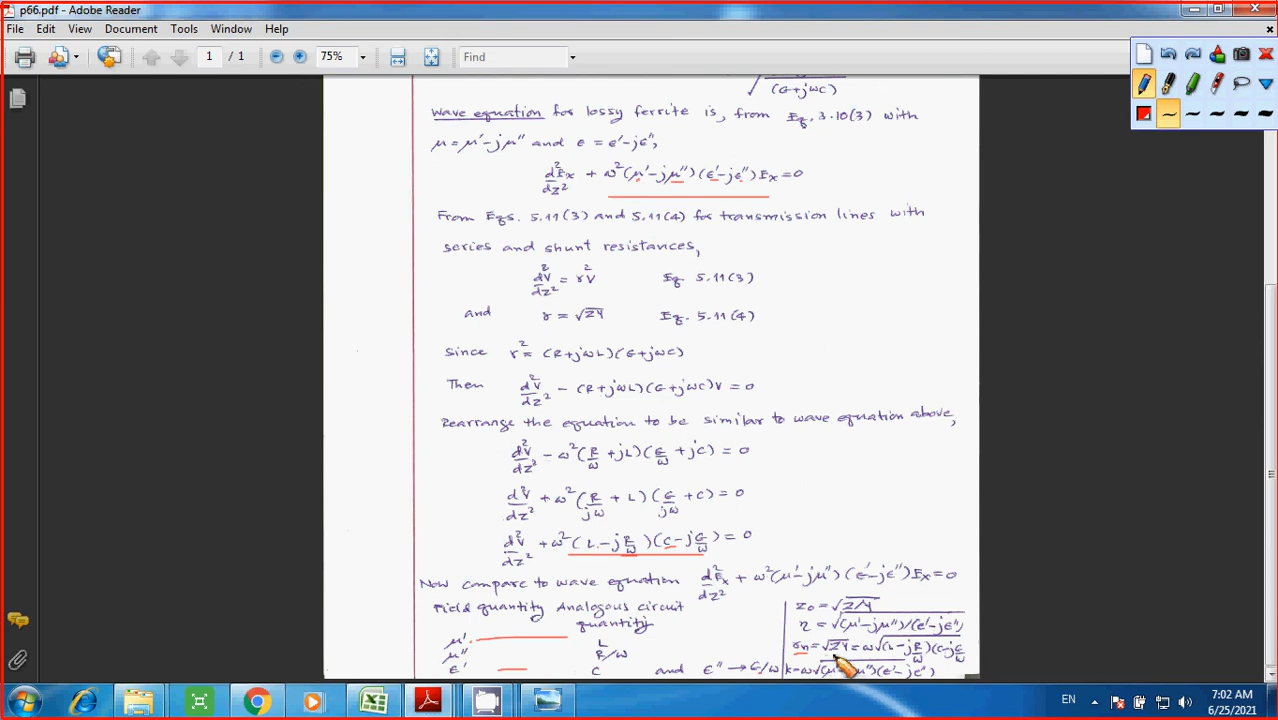 p66.pdf - Adobe Reader
File Edit View Document Tools Window Help
1 / 1 75% Find
√ (G+jωC)
Wave equation for lossy ferrite is, from Eq. 3.10(3) with
μ=μ'-jμ" and ε = ε'-jε",
d²Ex/dz² + ω²(μ'-jμ")(ε'-jε")Ex=0
From Eqs. 5.11(3) and 5.11(4) for transmission lines with
series and shunt resistances,
d²V/dz² = γ²V Eq. 5.11(3)
and γ = √ZY Eq. 5.11(4)
Since γ² = (R+jωL)(G+jωC)
Then d²V/dz² - (R+jωL)(G+jωC)V = 0
Rearrange the equation to be similar to wave equation above,
d²V/dz² - ω²(R/ω + jL)(G/ω + jC) = 0
d²V/dz² + ω²(R/jω + L)(G/jω + C) = 0
d²V/dz² + ω²(L - jR/ω)(C - jG/ω) = 0
Now compare to wave equation d²Ex/dz² + ω²(μ'-jμ")(ε'-jε")Ex=0
Field quantity Analogous circuit quantity
μ' L
μ" R/ω
ε' C and ε" → G/ω
Z0 = √Z/Y
η = √(μ'-jμ")/(ε'-jε")
= √ZY = ω√(L-jR/ω)(C-jG/ω)
k=ω√(μ'-jμ")(ε'-jε")
EN 7:02 AM
6/25/2021